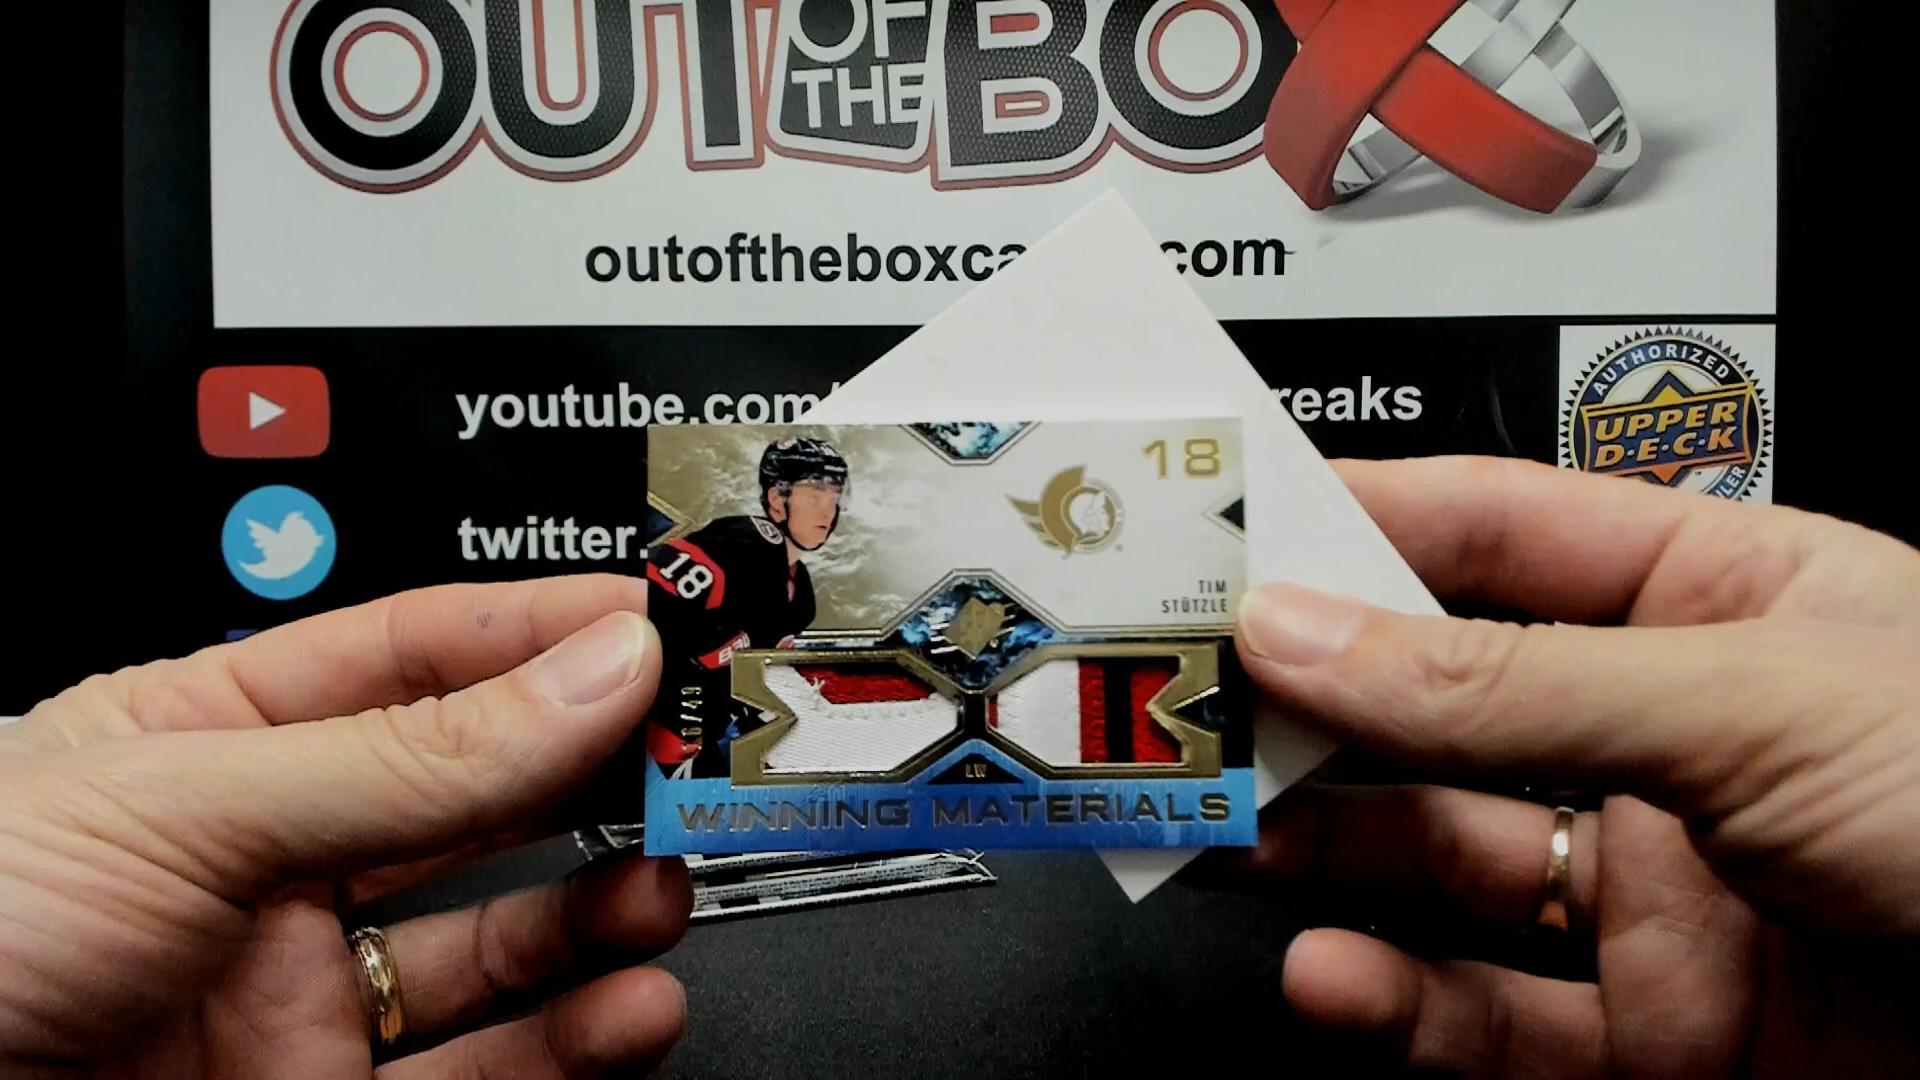 OUT OF THE BOX
outoftheboxca .com
youtube.com/ reaks
twitter.
AUTHORIZED
UPPER
D·E·C·K
18
18
TIM
STÜTZLE
/49
LW
WINNING MATERIALS